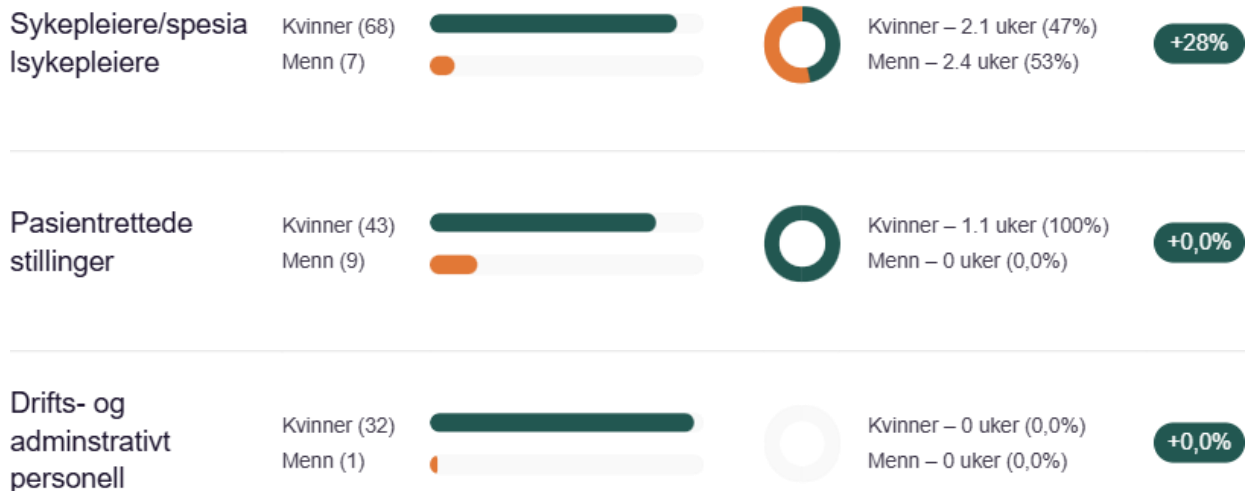 Sykepleiere/spesia
lsykepleiere
Kvinner (68)
Menn (7)
Kvinner – 2.1 uker (47%)
Menn – 2.4 uker (53%)
+28%
Pasientrettede
stillinger
Kvinner (43)
Menn (9)
Kvinner – 1.1 uker (100%)
Menn – 0 uker (0,0%)
+0,0%
Drifts- og
adminstrativt
personell
Kvinner (32)
Menn (1)
Kvinner – 0 uker (0,0%)
Menn – 0 uker (0,0%)
+0,0%